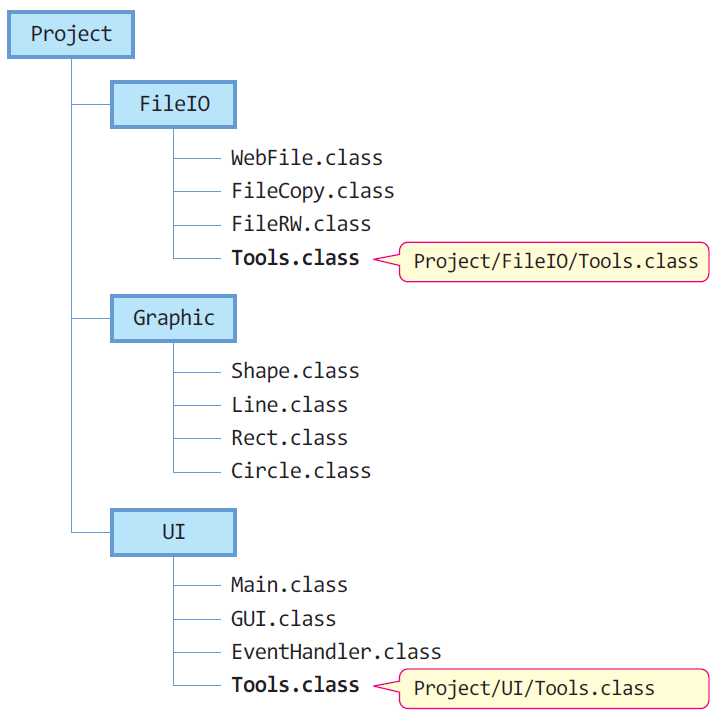 Project
FileIO
WebFile.class
FileCopy.class
FileRW.class
Tools.class
Project/FileIO/Tools.class
Graphic
Shape.class
Line.class
Rect.class
Circle.class
UI
Main.class
GUI.class
EventHandler.class
Tools.class
Project/UI/Tools.class